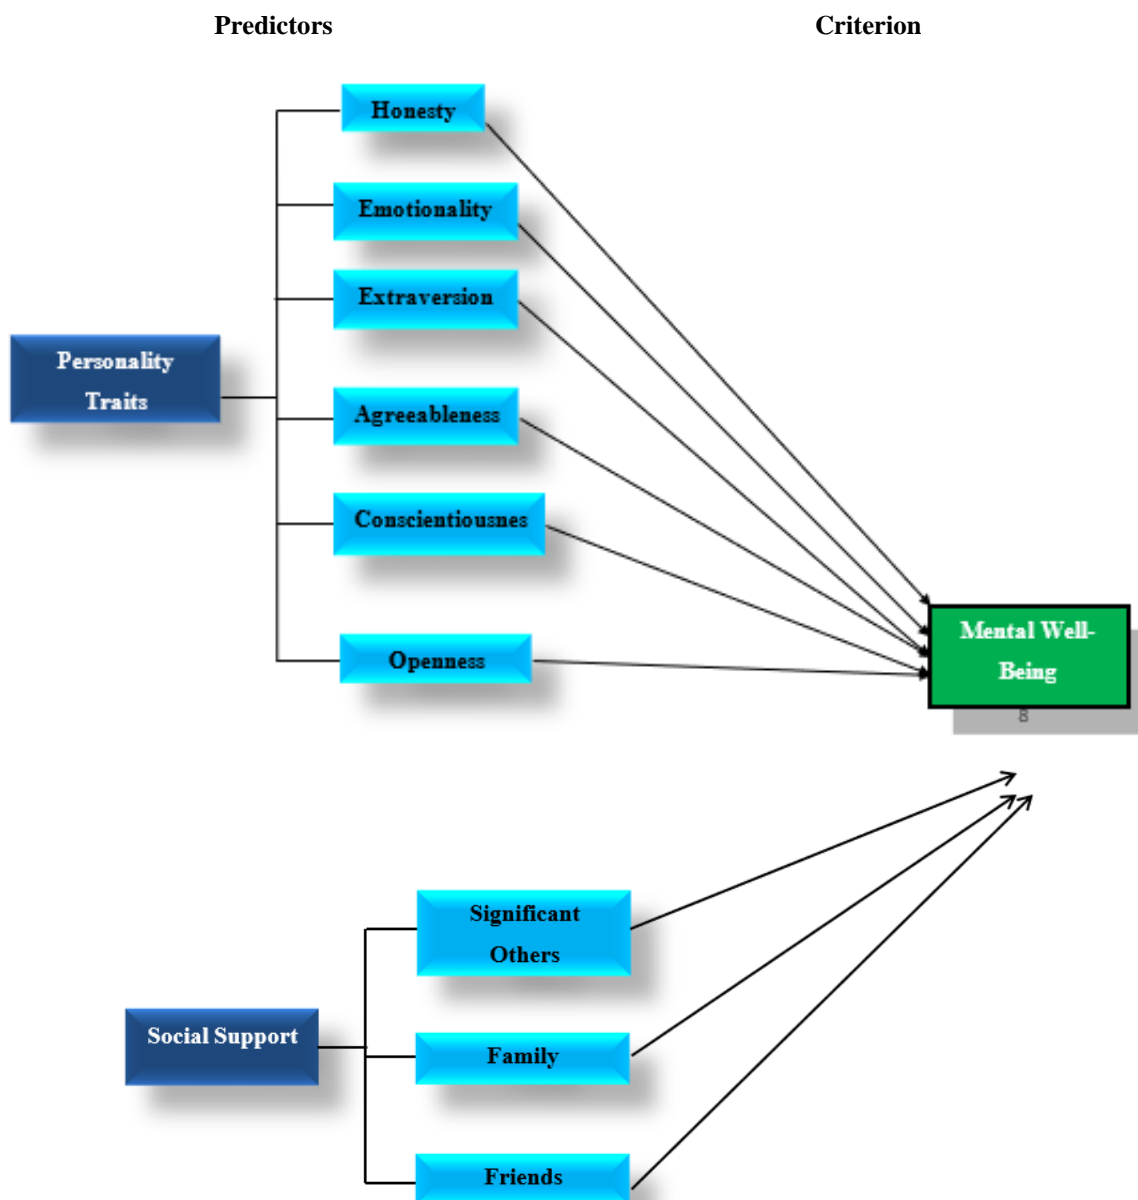 Predictors
Criterion
Honesty
Emotionality
Extraversion
Personality
Traits
Agreeableness
Conscientiousnes
Openness
Mental Well-
Being
8
Significant
Others
Social Support
Family
Friends